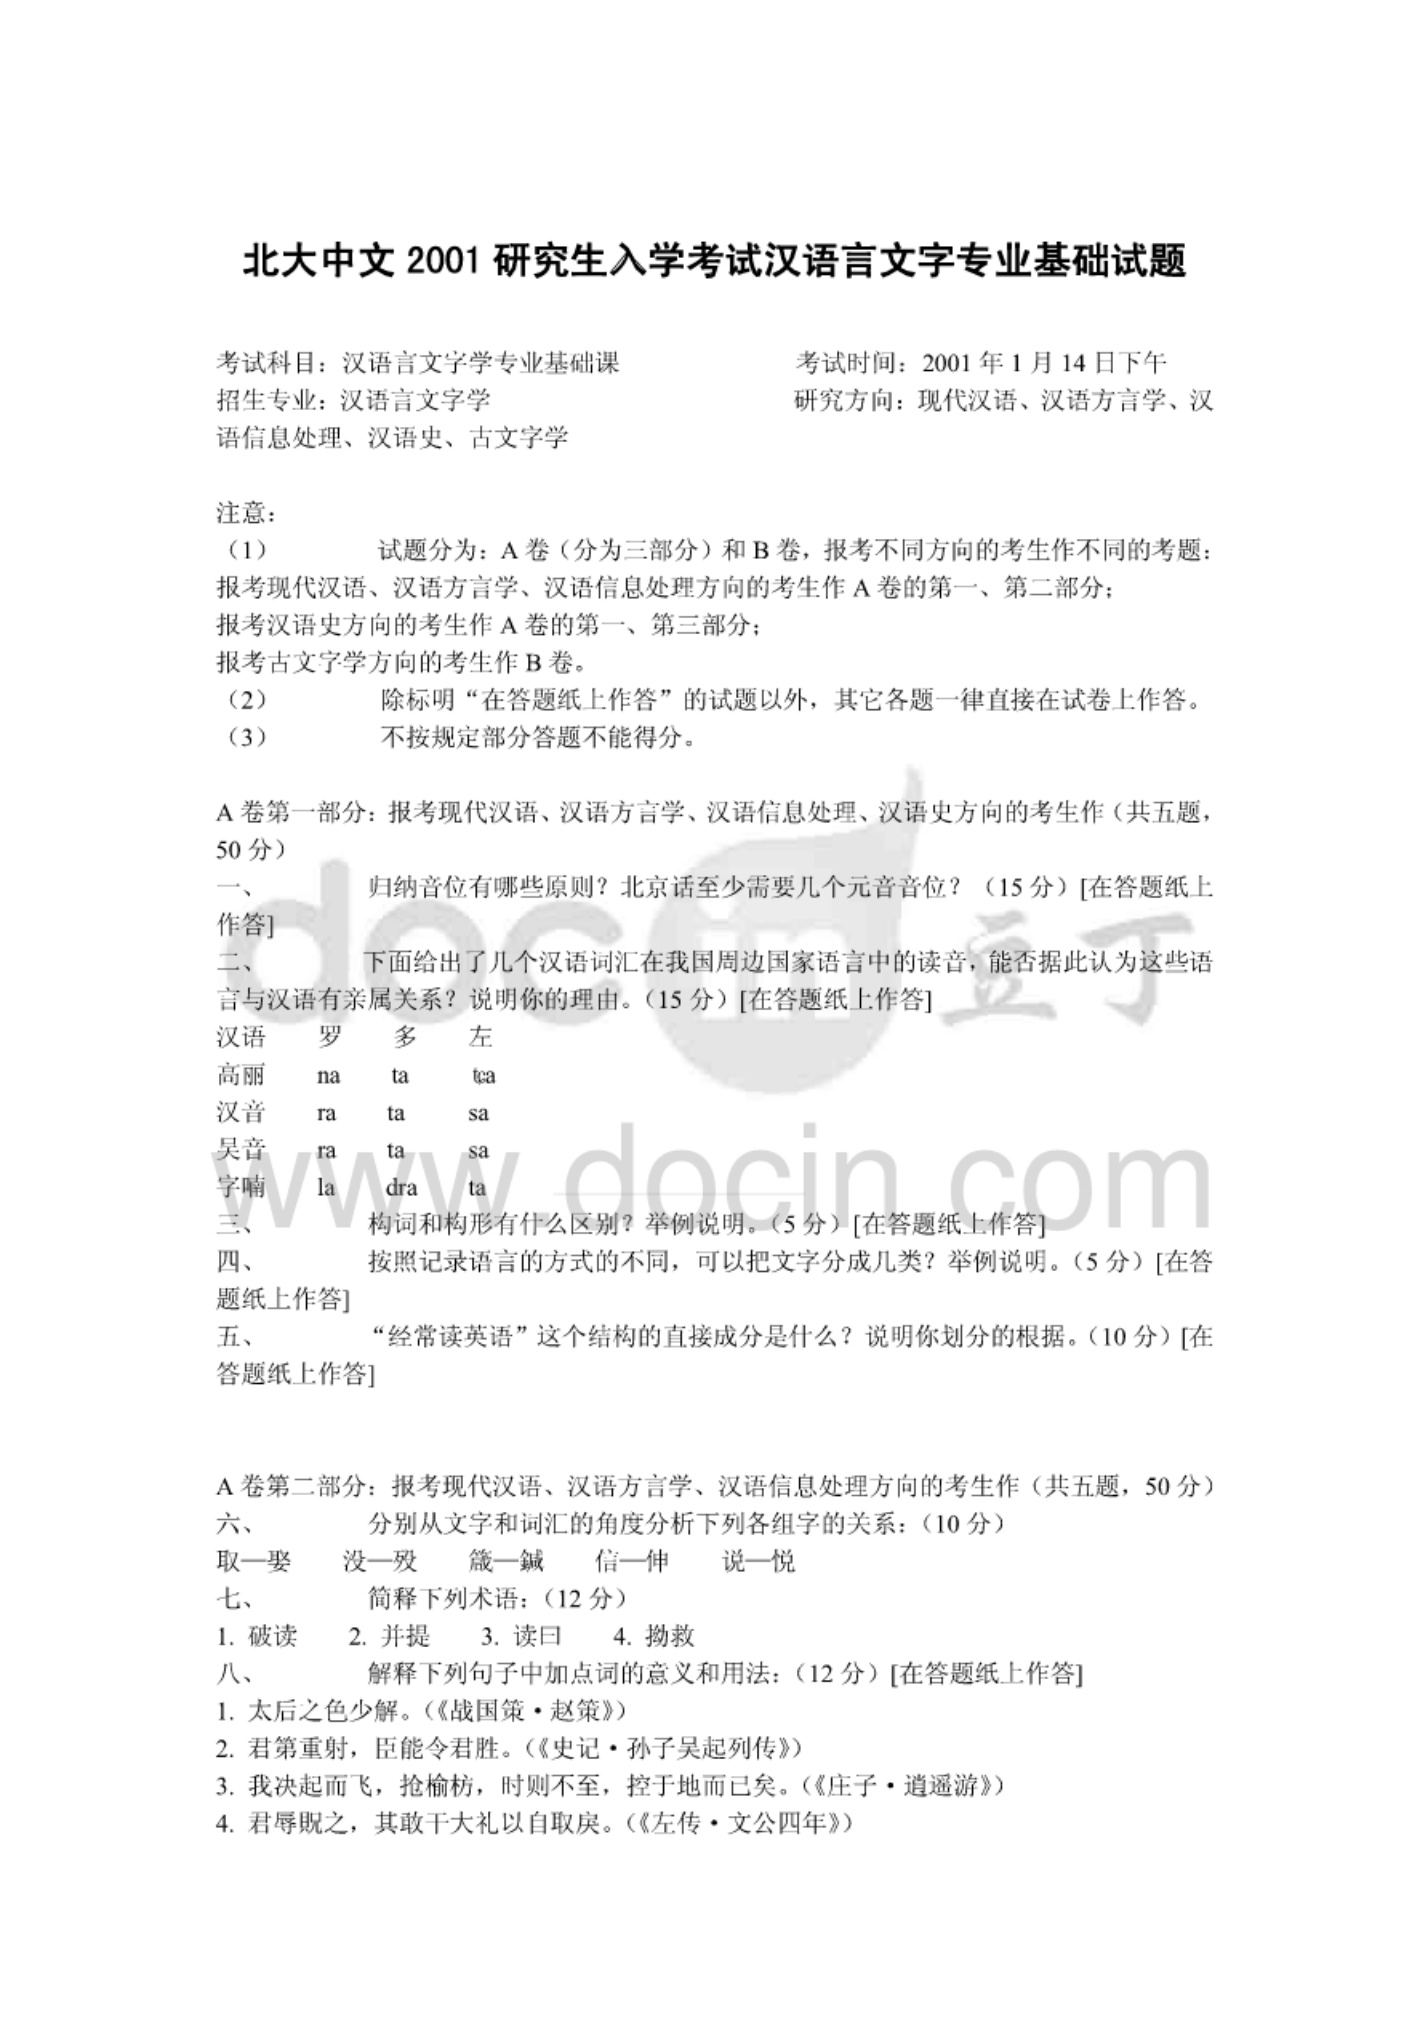 北大中文 2001 研究生入学考试汉语言文字专业基础试题
考试科目：汉语言文字学专业基础课 考试时间：2001 年 1 月 14 日下午
招生专业：汉语言文字学 研究方向：现代汉语、汉语方言学、汉
语信息处理、汉语史、古文字学
注意：
（1） 试题分为：A 卷（分为三部分）和 B 卷，报考不同方向的考生作不同的考题：
报考现代汉语、汉语方言学、汉语信息处理方向的考生作 A 卷的第一、第二部分；
报考汉语史方向的考生作 A 卷的第一、第三部分；
报考古文字学方向的考生作 B 卷。
（2） 除标明“在答题纸上作答”的试题以外，其它各题一律直接在试卷上作答。
（3） 不按规定部分答题不能得分。
A 卷第一部分：报考现代汉语、汉语方言学、汉语信息处理、汉语史方向的考生作（共五题，
50 分）
一、 归纳音位有哪些原则？北京话至少需要几个元音音位？（15 分）[在答题纸上
作答]
二、 下面给出了几个汉语词汇在我国周边国家语言中的读音，能否据此认为这些语
言与汉语有亲属关系？说明你的理由。（15 分）[在答题纸上作答]
汉语 罗 多 左
高丽 na ta tɕa
汉音 ra ta sa
吴音 ra ta sa
字喃 la dra ta
三、 构词和构形有什么区别？举例说明。（5 分）[在答题纸上作答]
四、 按照记录语言的方式的不同，可以把文字分成几类？举例说明。（5 分）[在答
题纸上作答]
五、 “经常读英语”这个结构的直接成分是什么？说明你划分的根据。（10 分）[在
答题纸上作答]
A 卷第二部分：报考现代汉语、汉语方言学、汉语信息处理方向的考生作（共五题，50 分）
六、 分别从文字和词汇的角度分析下列各组字的关系：（10 分）
取—娶 没—殁 箴—鍼 信—伸 说—悦
七、 简释下列术语：（12 分）
1. 破读 2. 并提 3. 读曰 4. 拗救
八、 解释下列句子中加点词的意义和用法：（12 分）[在答题纸上作答]
1. 太后之色少解。（《战国策·赵策》）
2. 君第重射，臣能令君胜。（《史记·孙子吴起列传》）
3. 我决起而飞，抢榆枋，时则不至，控于地而已矣。（《庄子·逍遥游》）
4. 君辱贶之，其敢干大礼以自取戾。（《左传·文公四年》）
docin 豆丁
www.docin.com